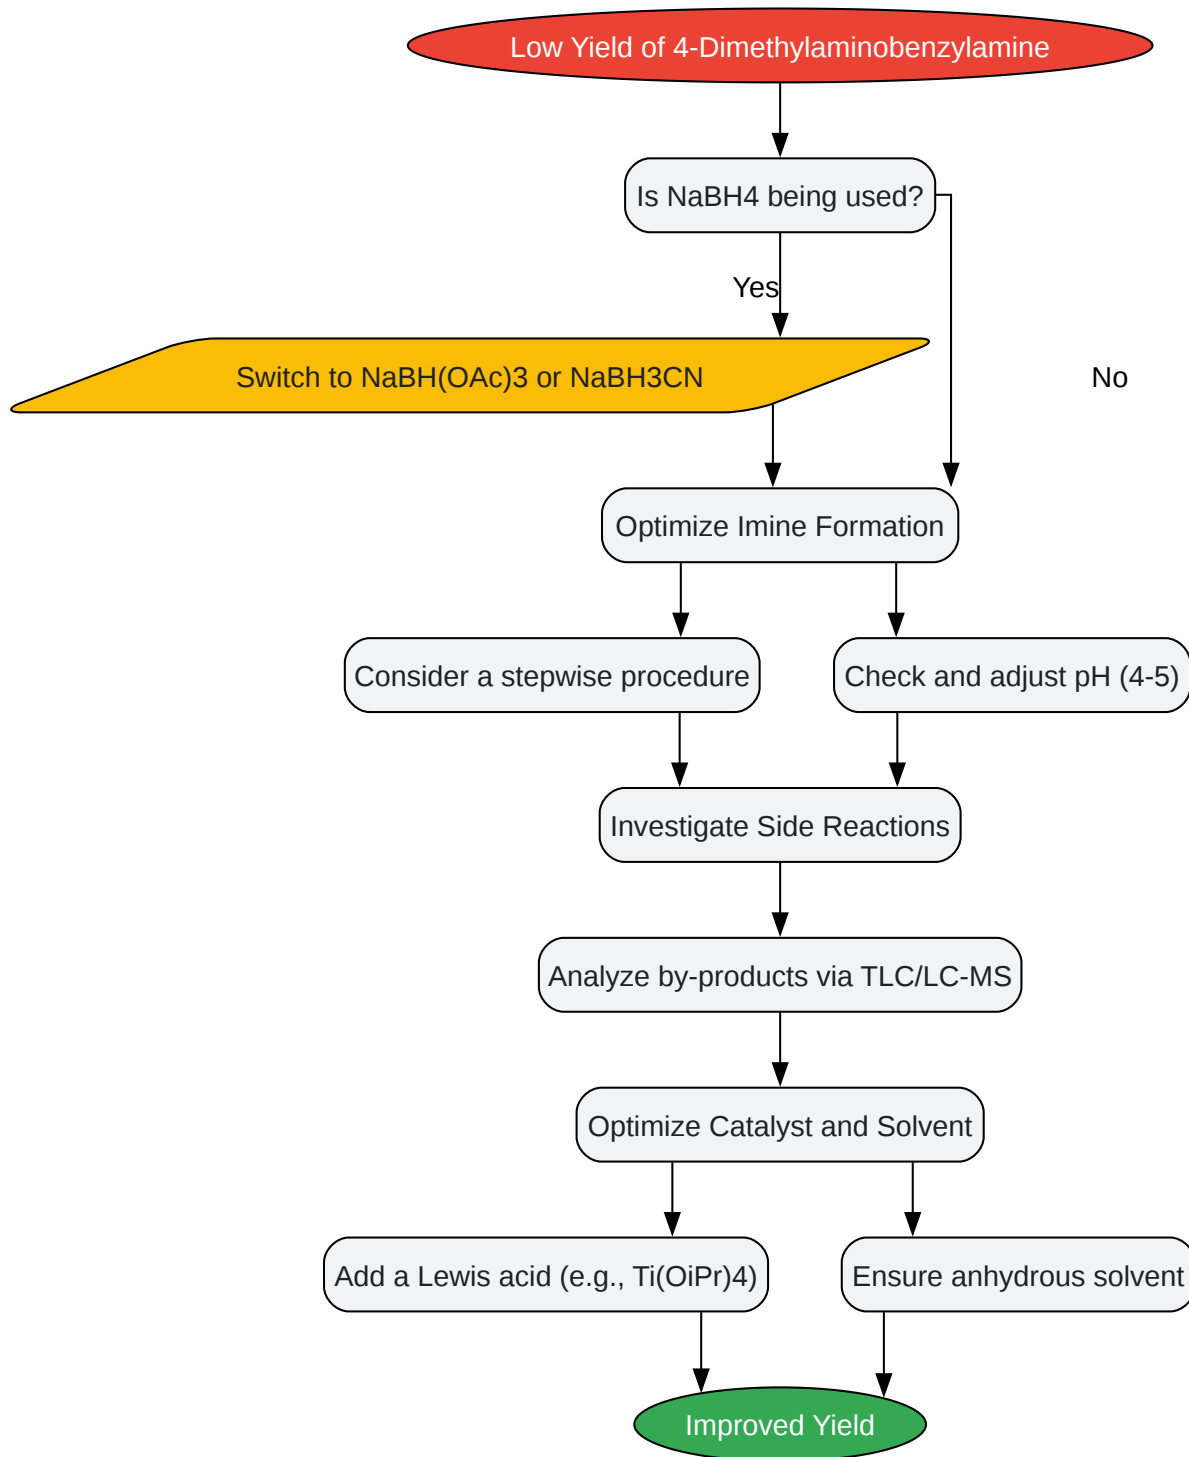 Low Yield of 4-Dimethylaminobenzylamine
Is NaBH4 being used?
Yes
Switch to NaBH(OAc)3 or NaBH3CN
No
Optimize Imine Formation
Consider a stepwise procedure
Check and adjust pH (4-5)
Investigate Side Reactions
Analyze by-products via TLC/LC-MS
Optimize Catalyst and Solvent
Add a Lewis acid (e.g., Ti(OiPr)4)
Ensure anhydrous solvent
Improved Yield